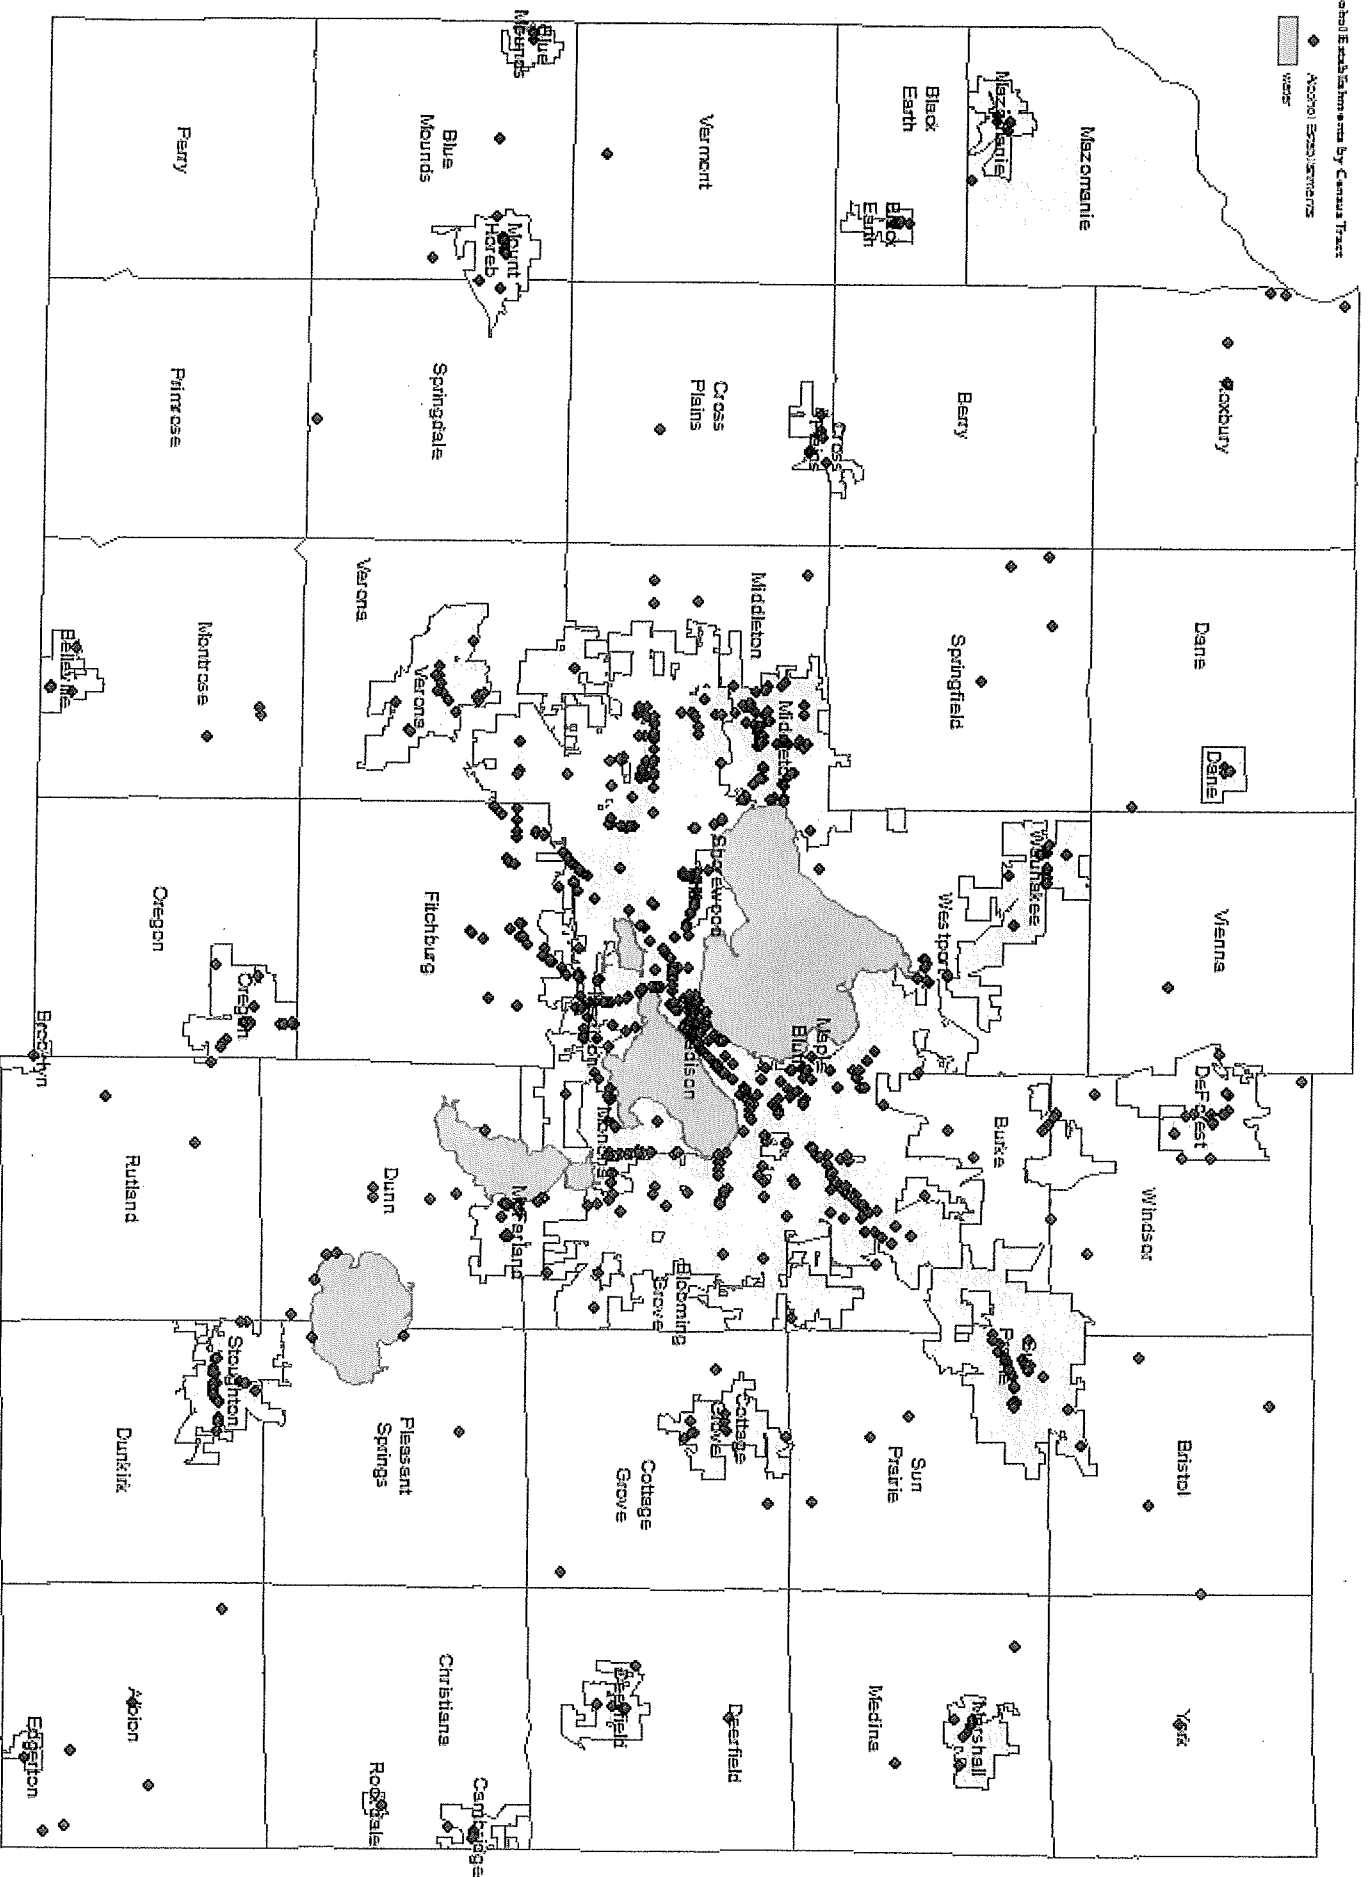 ohol Establishments by Census Tract
Alcohol Establishments
water
Mazomanie
Mazomanie
Roxbury
Dane
Dane
Vienna
DeForest
Windsor
Bristol
York
Black
Earth
Black
Earth
Berry
Springfield
Waunakee
Westport
Burke
Sun
Prairie
Sun
Prairie
Marshall
Medina
Vermont
Cross
Plains
Cross
Plains
Middleton
Middleton
Shorewood
Hills
Maple
Bluff
Madison
Monona
Blooming
Grove
Cottage
Grove
Cottage
Grove
Deerfield
Deerfield
Blue
Mounds
Blue
Mounds
Mount
Horeb
Springdale
Verona
Verona
Fitchburg
McFarland
Dunn
Pleasant
Springs
Christiana
Cambridge
Rockdale
Perry
Primrose
Montrose
Belleville
Oregon
Oregon
Brooklyn
Rutland
Stoughton
Dunkirk
Albion
Edgerton